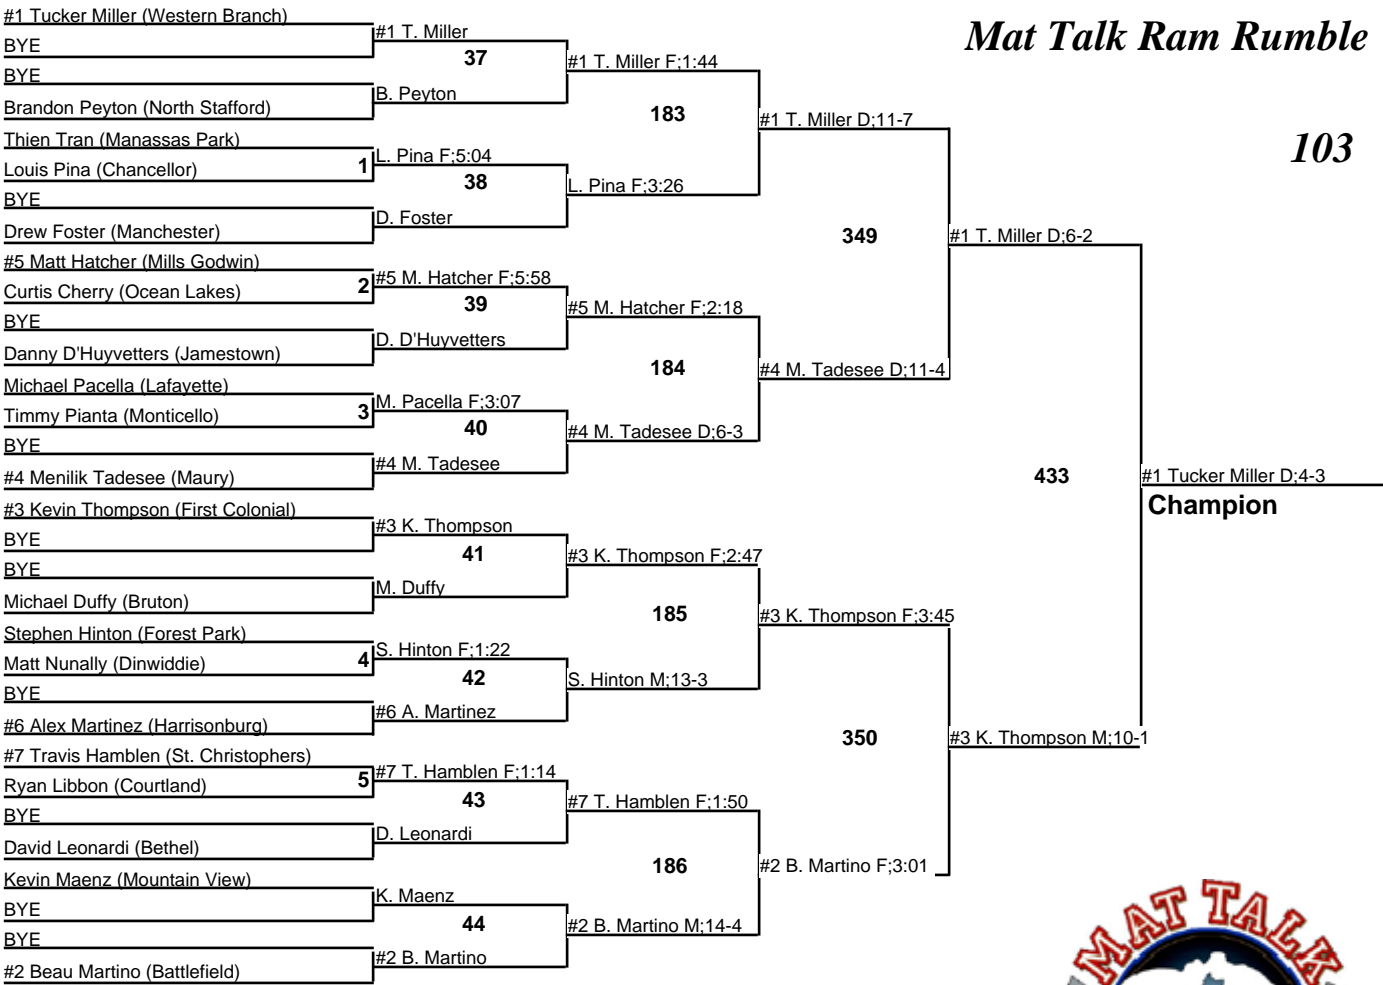 Mat Talk Ram Rumble
103
#1 Tucker Miller (Western Branch)
BYE
BYE
Brandon Peyton (North Stafford)
Thien Tran (Manassas Park)
Louis Pina (Chancellor)
BYE
Drew Foster (Manchester)
#5 Matt Hatcher (Mills Godwin)
Curtis Cherry (Ocean Lakes)
BYE
Danny D'Huyvetters (Jamestown)
Michael Pacella (Lafayette)
Timmy Pianta (Monticello)
BYE
#4 Menilik Tadesee (Maury)
#3 Kevin Thompson (First Colonial)
BYE
BYE
Michael Duffy (Bruton)
Stephen Hinton (Forest Park)
Matt Nunally (Dinwiddie)
BYE
#6 Alex Martinez (Harrisonburg)
#7 Travis Hamblen (St. Christophers)
Ryan Libbon (Courtland)
BYE
David Leonardi (Bethel)
Kevin Maenz (Mountain View)
BYE
BYE
#2 Beau Martino (Battlefield)
1
2
3
4
5
#1 T. Miller
37
B. Peyton
L. Pina F;5:04
38
D. Foster
#5 M. Hatcher F;5:58
39
D. D'Huyvetters
M. Pacella F;3:07
40
#4 M. Tadesee
#3 K. Thompson
41
M. Duffy
S. Hinton F;1:22
42
#6 A. Martinez
#7 T. Hamblen F;1:14
43
D. Leonardi
K. Maenz
44
#2 B. Martino
#1 T. Miller F;1:44
183
L. Pina F;3:26
#5 M. Hatcher F;2:18
184
#4 M. Tadesee D;6-3
#3 K. Thompson F;2:47
185
S. Hinton M;13-3
#7 T. Hamblen F;1:50
186
#2 B. Martino M;14-4
#1 T. Miller D;11-7
349
#4 M. Tadesee D;11-4
#3 K. Thompson F;3:45
350
#2 B. Martino F;3:01
#1 T. Miller D;6-2
433
#3 K. Thompson M;10-1
#1 Tucker Miller D;4-3
Champion
MAT TALK